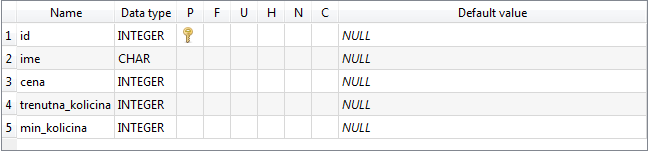 Name Data type P F U H N C Default value
1 id INTEGER NULL
2 ime CHAR NULL
3 cena INTEGER NULL
4 trenutna_kolicina INTEGER NULL
5 min_kolicina INTEGER NULL